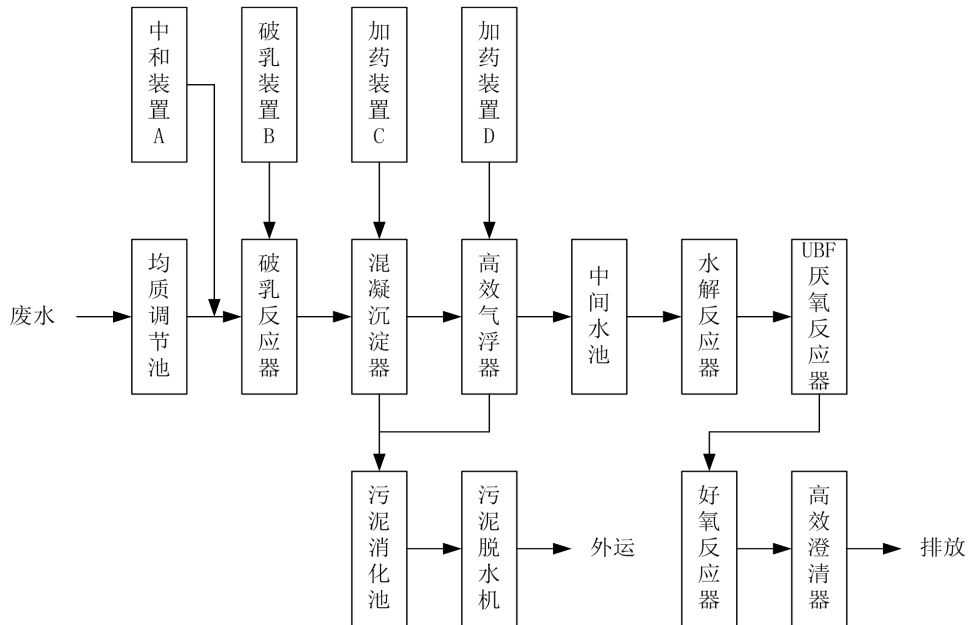 中和装置A
破乳装置B
加药装置C
加药装置D
废水
均质调节池
破乳反应器
混凝沉淀器
高效气浮器
中间水池
水解反应器
UBF厌氧反应器
污泥消化池
污泥脱水机
外运
好氧反应器
高效澄清器
排放